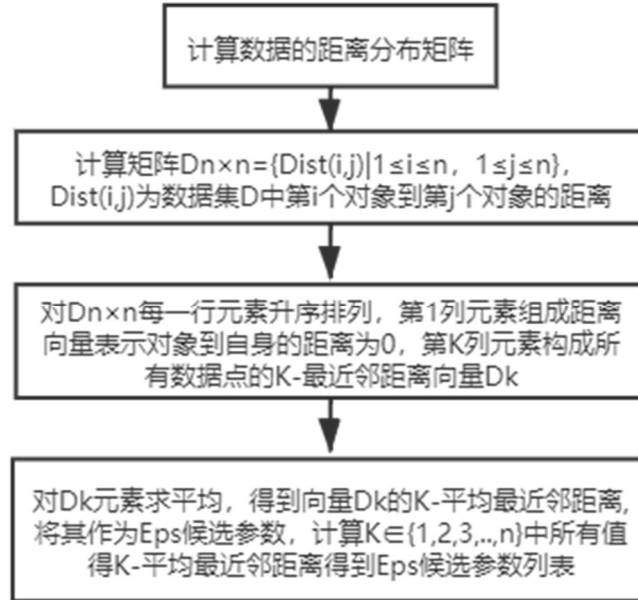 计算数据的距离分布矩阵
计算矩阵Dn×n={Dist(i,j)|1≤i≤n，1≤j≤n},
Dist(i,j)为数据集D中第i个对象到第j个对象的距离
对Dn×n每一行元素升序排列，第1列元素组成距离
向量表示对象到自身的距离为0，第K列元素构成所
有数据点的K-最近邻距离向量Dk
对Dk元素求平均，得到向量Dk的K-平均最近邻距离,
将其作为Eps候选参数，计算K∈{1,2,3,..,n}中所有值
得K-平均最近邻距离得到Eps候选参数列表